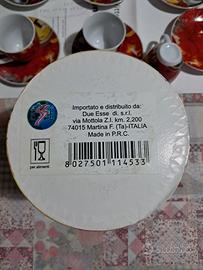 Importato e distribuito da:
Due Esse di. s.r.l.
via Mottola Z.I. km. 2,200
74015 Martina F. (Ta)-ITALIA
Made in P.R.C.
per alimenti
8 027501 114533